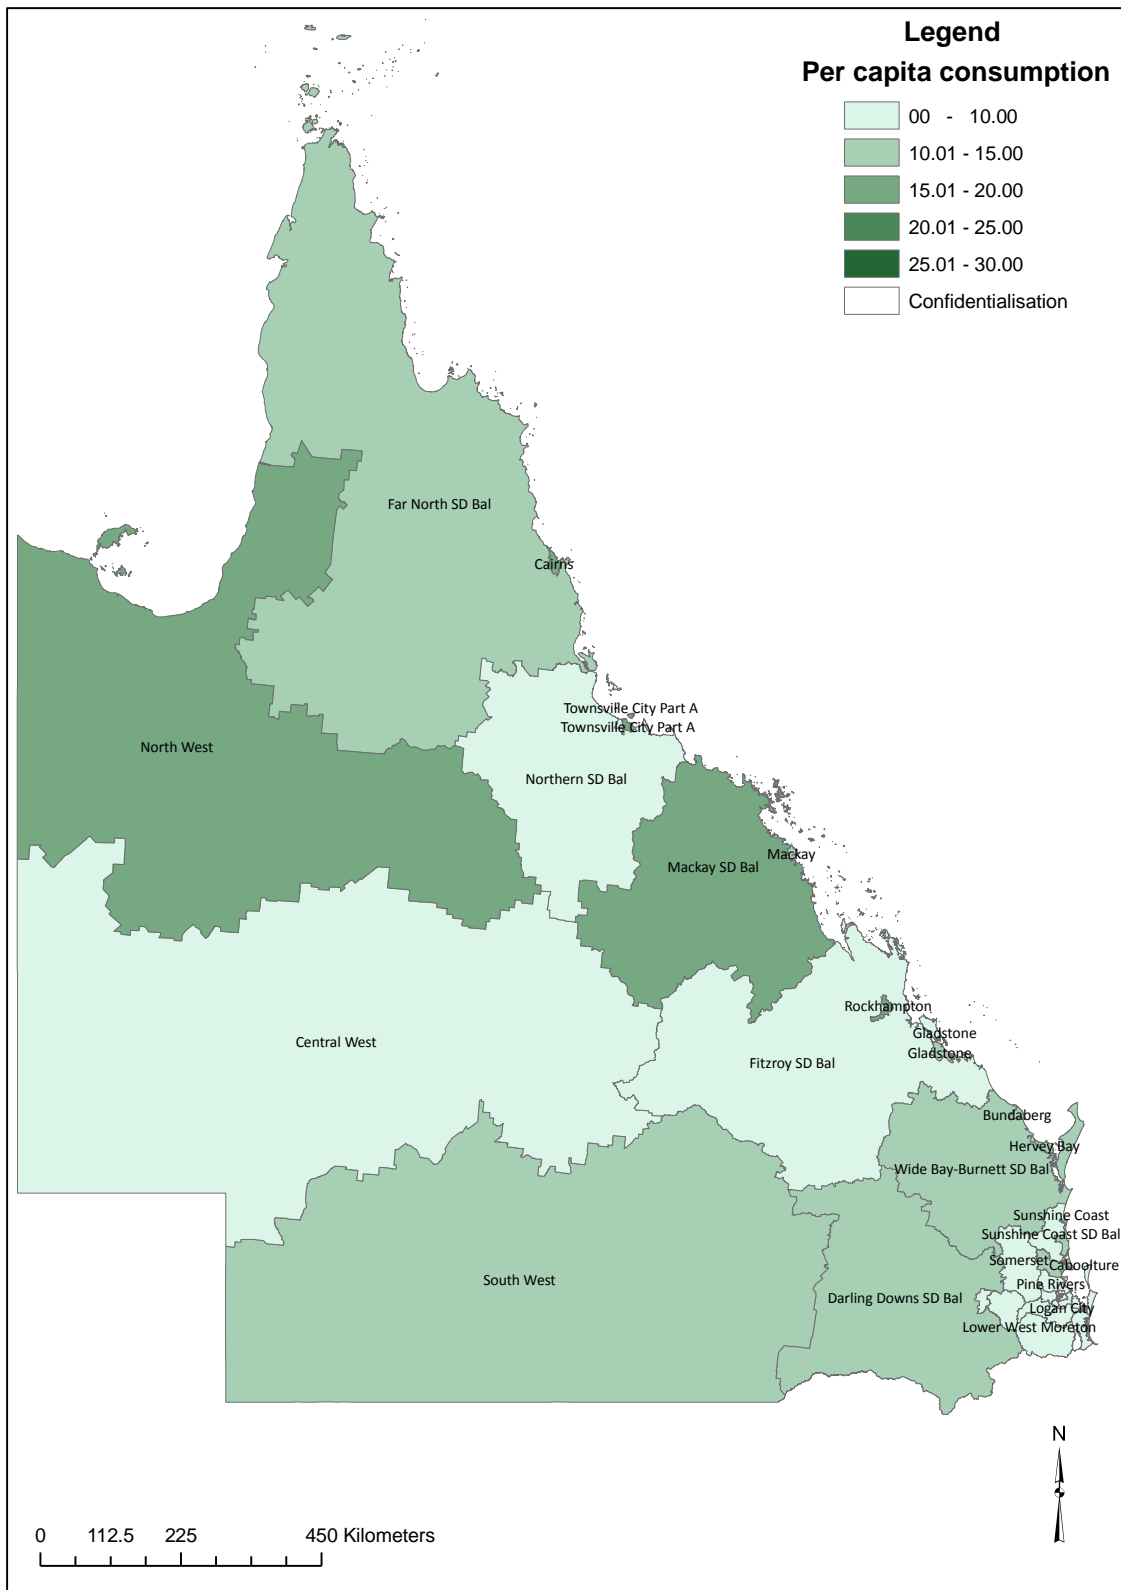 Legend
Per capita consumption
00 - 10.00
10.01 - 15.00
15.01 - 20.00
20.01 - 25.00
25.01 - 30.00
Confidentialisation
Far North SD Bal
Cairns
Townsville City Part A
Townsville City Part A
North West
Northern SD Bal
Mackay
Mackay SD Bal
Rockhampton
Gladstone
Central West
Gladstone
Fitzroy SD Bal
Bundaberg
Hervey Bay
Wide Bay-Burnett SD Bal
Sunshine Coast
Sunshine Coast SD Bal
Somerset
Caboolture
South West
Pine Rivers
Darling Downs SD Bal
Logan City
Lower West Moreton
N
0 112.5 225 450 Kilometers